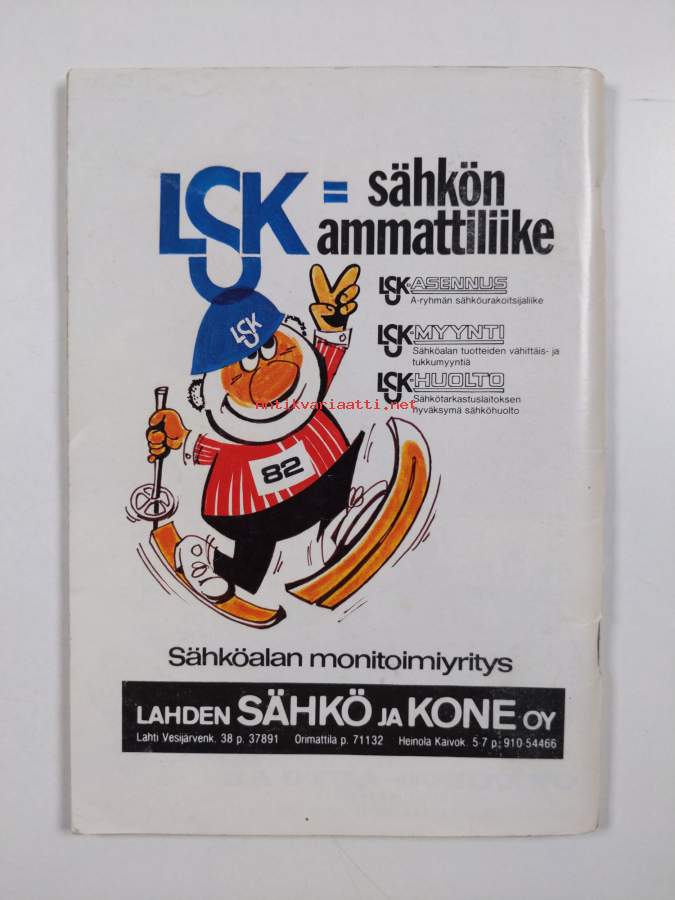 LSK = sähkön
ammattiliike
LSK-ASENNUS
A-ryhmän sähköurakoitsijaliike
LSK-MYYNTI
Sähköalan tuotteiden vähittäis- ja
tukkumyyntiä
LSK-HUOLTO
Sähkötarkastuslaitoksen
hyväksymä sähköhuolto
LSK
antikvariaatti.net
82
Sähköalan monitoimiyritys
LAHDEN SÄHKÖ JA KONE OY
Lahti Vesijärvenk. 38 p. 37891 Orimattila p. 71132 Heinola Kaivok. 5-7 p. 910-54466